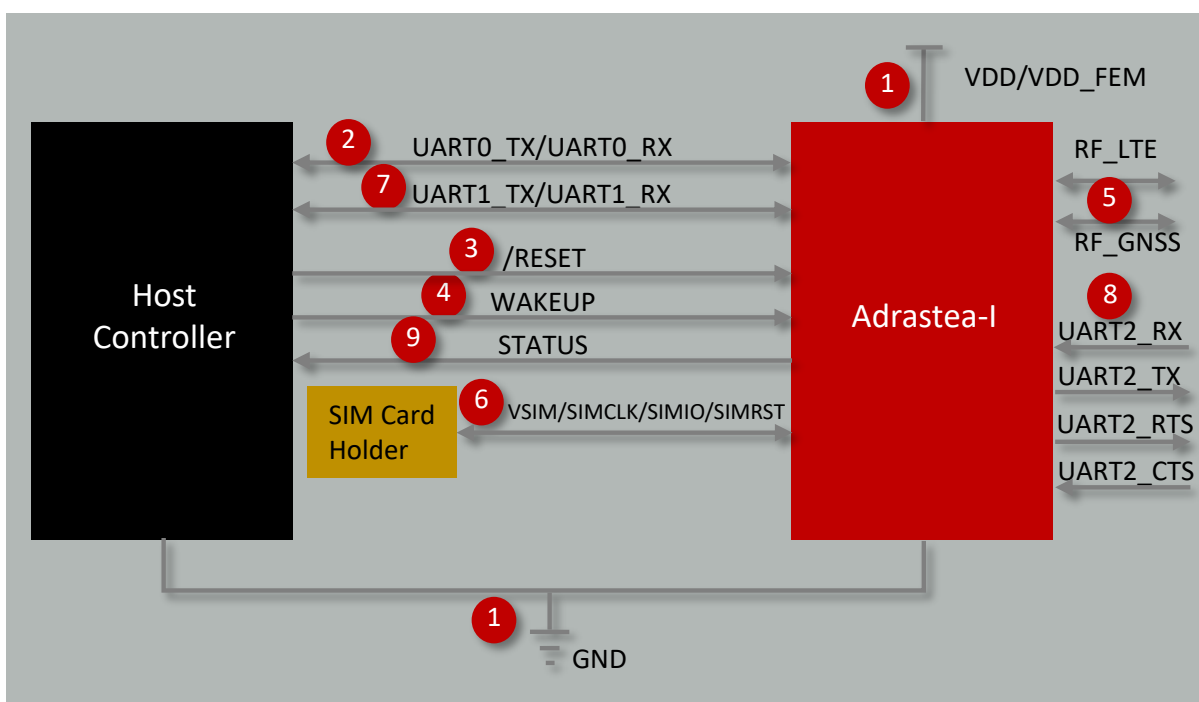 1
VDD/VDD_FEM
2
UART0_TX/UART0_RX
7
UART1_TX/UART1_RX
3
/RESET
4
WAKEUP
9
STATUS
Host
Controller
SIM Card
Holder
6
VSIM/SIMCLK/SIMIO/SIMRST
Adrastea-I
RF_LTE
5
RF_GNSS
8
UART2_RX
UART2_TX
UART2_RTS
UART2_CTS
1
GND